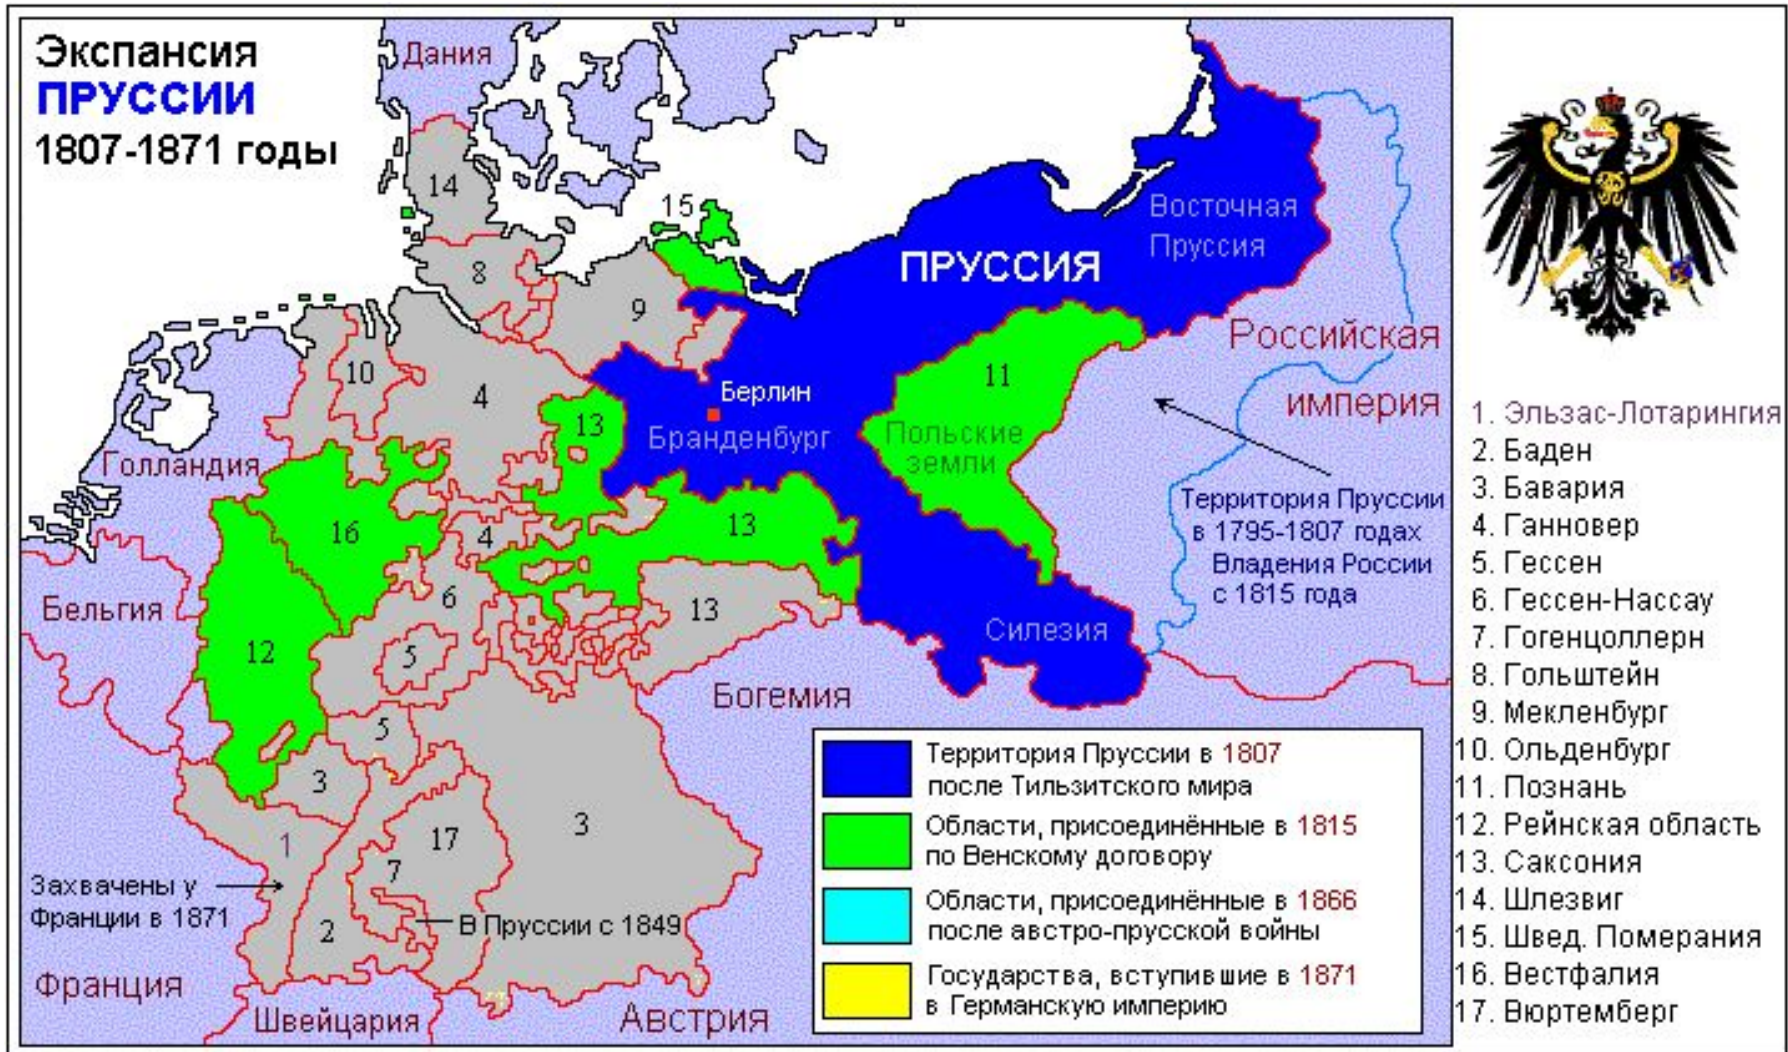 Экспансия
ПРУССИИ
1807-1871 годы
Дания
14
15
8
9
10
4
13
Голландия
16
4
Бельгия
12
6
5
5
3
1
17
7
2
3
13
13
ПРУССИЯ
Восточная
Пруссия
Берлин
Бранденбург
11
Польские
земли
Силезия
Российская
империя
Территория Пруссии
в 1795-1807 годах
Владения России
с 1815 года
Богемия
Захвачены у
Франции в 1871
В Пруссии с 1849
Франция
Швейцария
Австрия
Территория Пруссии в 1807
после Тильзитского мира
Области, присоединённые в 1815
по Венскому договору
Области, присоединённые в 1866
после австро-прусской войны
Государства, вступившие в 1871
в Германскую империю
1. Эльзас-Лотарингия
2. Баден
3. Бавария
4. Ганновер
5. Гессен
6. Гессен-Нассау
7. Гогенцоллерн
8. Гольштейн
9. Мекленбург
10. Ольденбург
11. Познань
12. Рейнская область
13. Саксония
14. Шлезвиг
15. Швед. Померания
16. Вестфалия
17. Вюртемберг